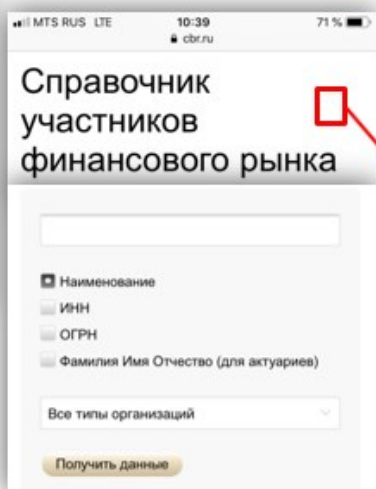 MTS RUS LTE 10:39 71 %
cbr.ru
Справочник
участников
финансового рынка
Наименование
ИНН
ОГРН
Фамилия Имя Отчество (для актуариев)
Все типы организаций
Получить данные